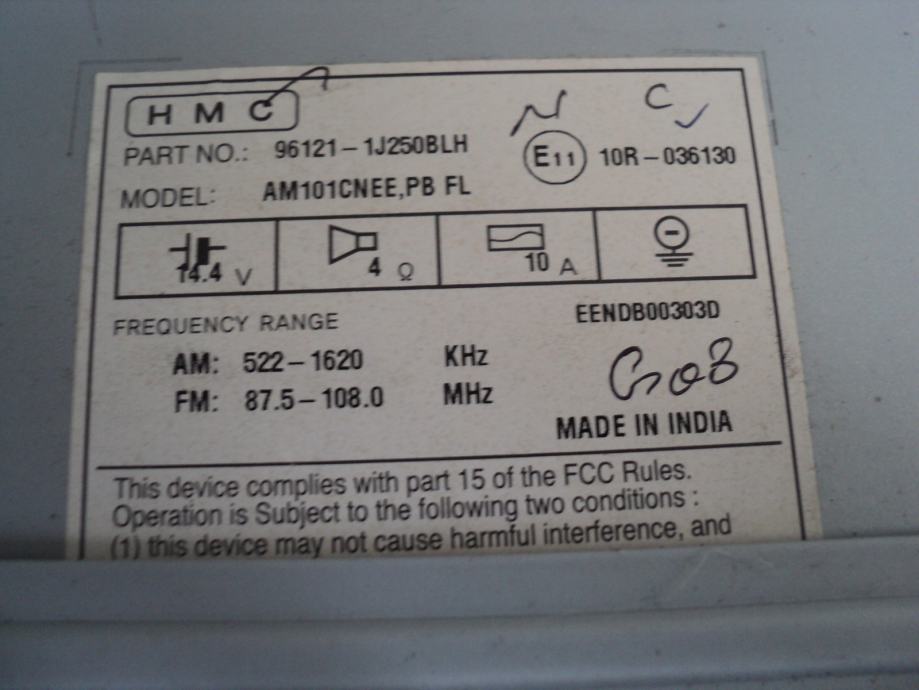 HMC
N C
PART NO.: 96121-1J250BLH E11 10R-036130
MODEL: AM101CNEE,PB FL
14.4 V 4 Ω 10 A
FREQUENCY RANGE EENDB00303D
AM: 522-1620 KHz
FM: 87.5-108.0 MHz
MADE IN INDIA
This device complies with part 15 of the FCC Rules.
Operation is Subject to the following two conditions :
(1) this device may not cause harmful interference, and